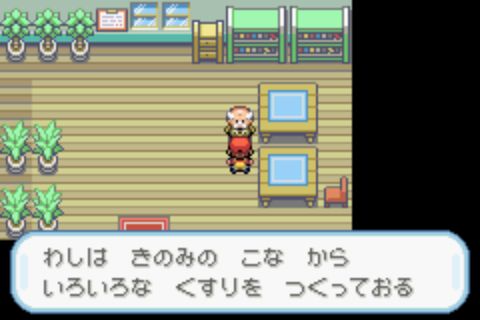 わしは　きのみの　こな　から
いろいろな　くすりを　つくっておる